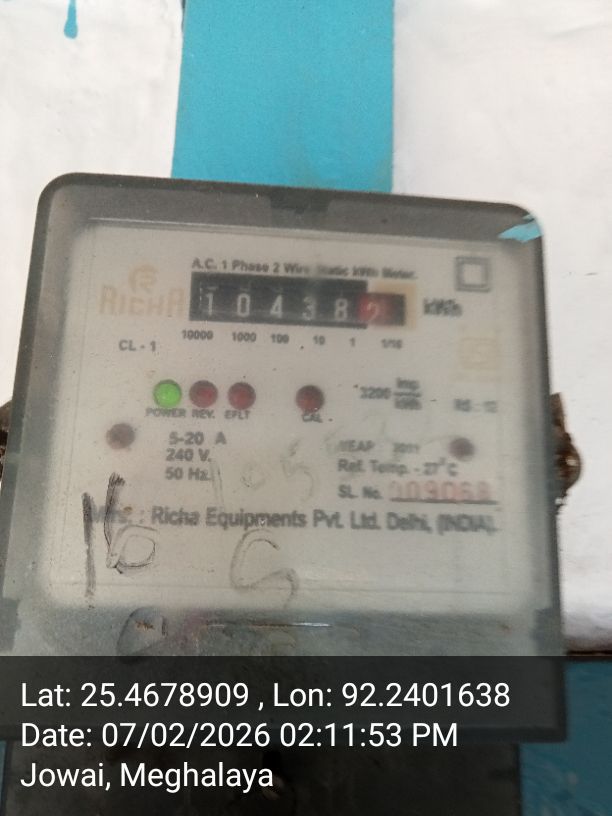 A.C. 1 Phase 2 Wire Static kWh Meter.
RICHA
1 0 4 3 8 2 kWh
10000 1000 100 10 1 1/10
CL - 1
3200 imp/kWh
POWER REV. EFLT CAL
5-20 A
240 V.
50 Hz.
YEAR 2011
Ref. Temp. - 27°C
SL. No.
Mfrs. : Richa Equipments Pvt. Ltd. Delhi, (INDIA).
Lat: 25.4678909 , Lon: 92.2401638
Date: 07/02/2026 02:11:53 PM
Jowai, Meghalaya